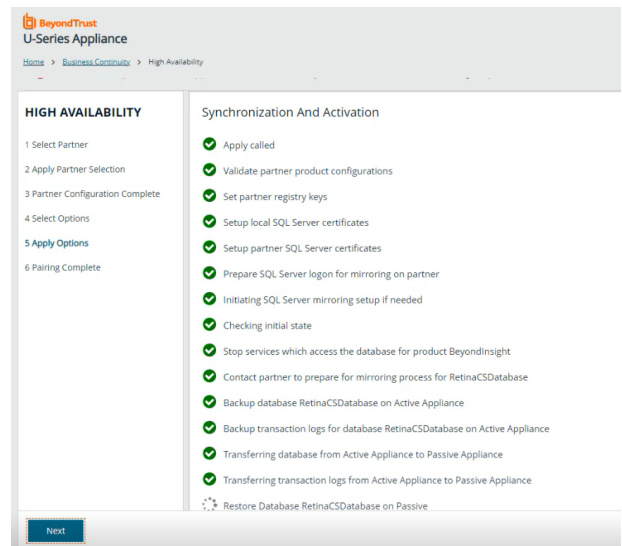 BeyondTrust
U-Series Appliance
Home > Business Continuity > High Availability
HIGH AVAILABILITY
1 Select Partner
2 Apply Partner Selection
3 Partner Configuration Complete
4 Select Options
5 Apply Options
6 Pairing Complete
Synchronization And Activation
Apply called
Validate partner product configurations
Set partner registry keys
Setup local SQL Server certificates
Setup partner SQL Server certificates
Prepare SQL Server logon for mirroring on partner
Initiating SQL Server mirroring setup if needed
Checking initial state
Stop services which access the database for product BeyondInsight
Contact partner to prepare for mirroring process for RetinaCSDatabase
Backup database RetinaCSDatabase on Active Appliance
Backup transaction logs for database RetinaCSDatabase on Active Appliance
Transferring database from Active Appliance to Passive Appliance
Transferring transaction logs from Active Appliance to Passive Appliance
Restore Database RetinaCSDatabase on Passive
Next